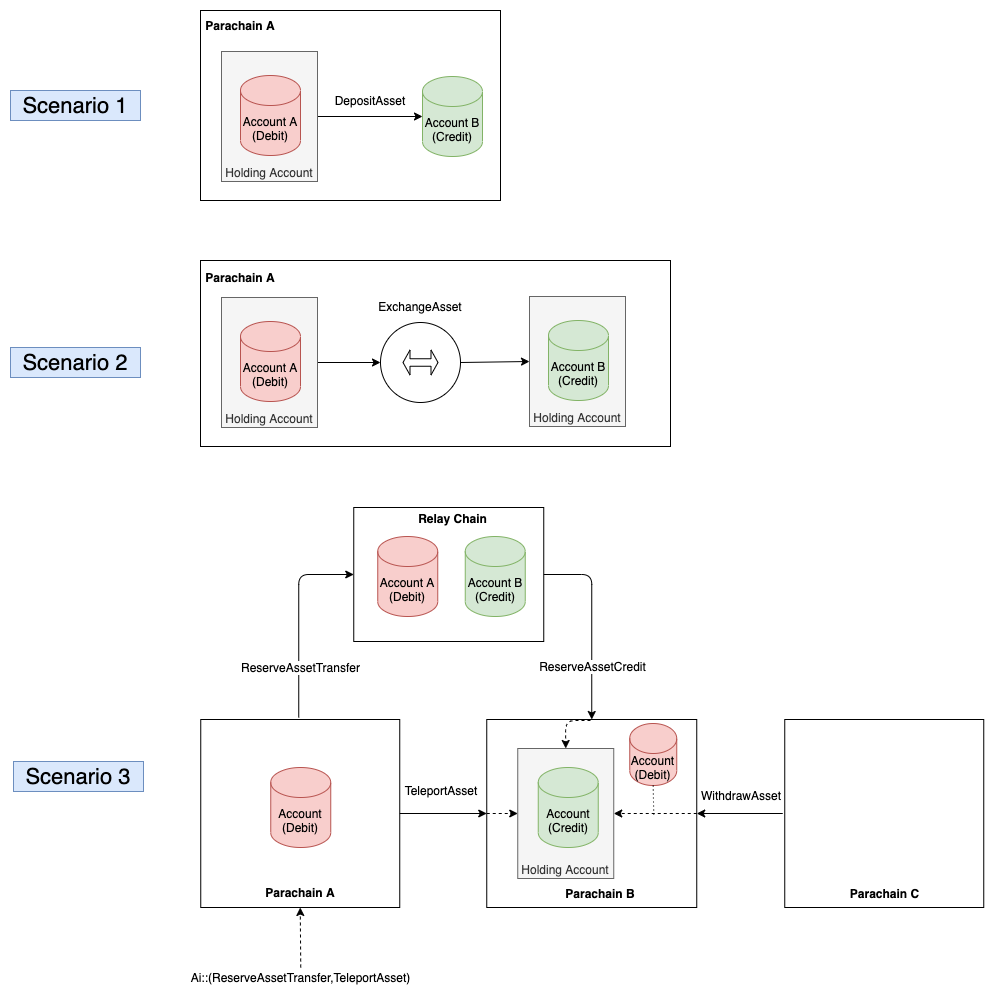 Parachain A
Scenario 1
DepositAsset
Account A
(Debit)
Account B
(Credit)
Holding Account
Parachain A
Scenario 2
ExchangeAsset
Account A
(Debit)
Account B
(Credit)
Holding Account
Holding Account
Relay Chain
Account A
(Debit)
Account B
(Credit)
ReserveAssetTransfer
ReserveAssetCredit
Scenario 3
Account
(Debit)
TeleportAsset
Account
(Debit)
WithdrawAsset
Account
(Credit)
Holding Account
Parachain A
Parachain B
Parachain C
Ai::(ReserveAssetTransfer,TeleportAsset)